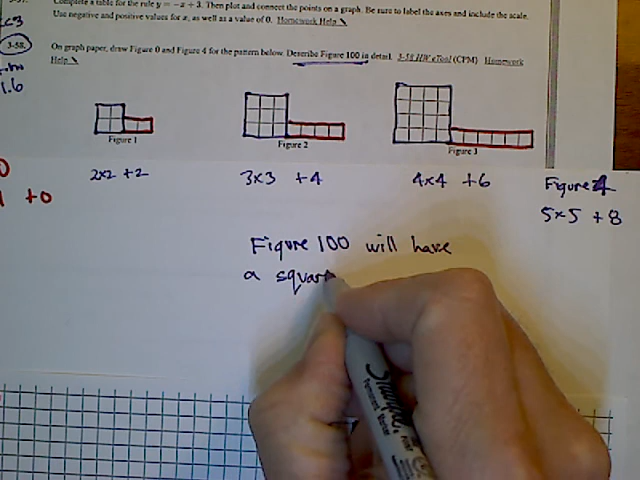 Complete a table for the rule y = −x + 3. Then plot and connect the points on a graph. Be sure to label the axes and include the scale.
Use negative and positive values for x, as well as a value of 0. Homework Help
3-58.
On graph paper, draw Figure 0 and Figure 4 for the pattern below. Describe Figure 100 in detail. 3-58 HW eTool (CPM) Homework
Help
1.6
Figure 1
Figure 2
Figure 3
2x2 +2
3x3 +4
4x4 +6
Figure 4
+0
5x5 +8
Figure 100 will have
a squar
Permanent Marker